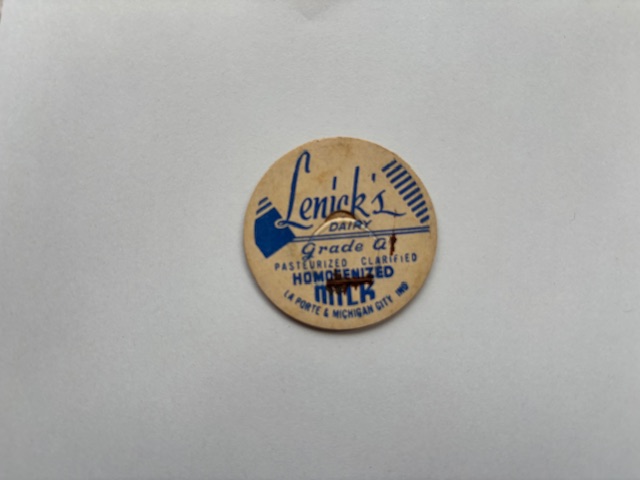 Lenick's
DAIRY
Grade A
PASTEURIZED CLARIFIED
HOMOGENIZED
MILK
LA PORTE & MICHIGAN CITY IND